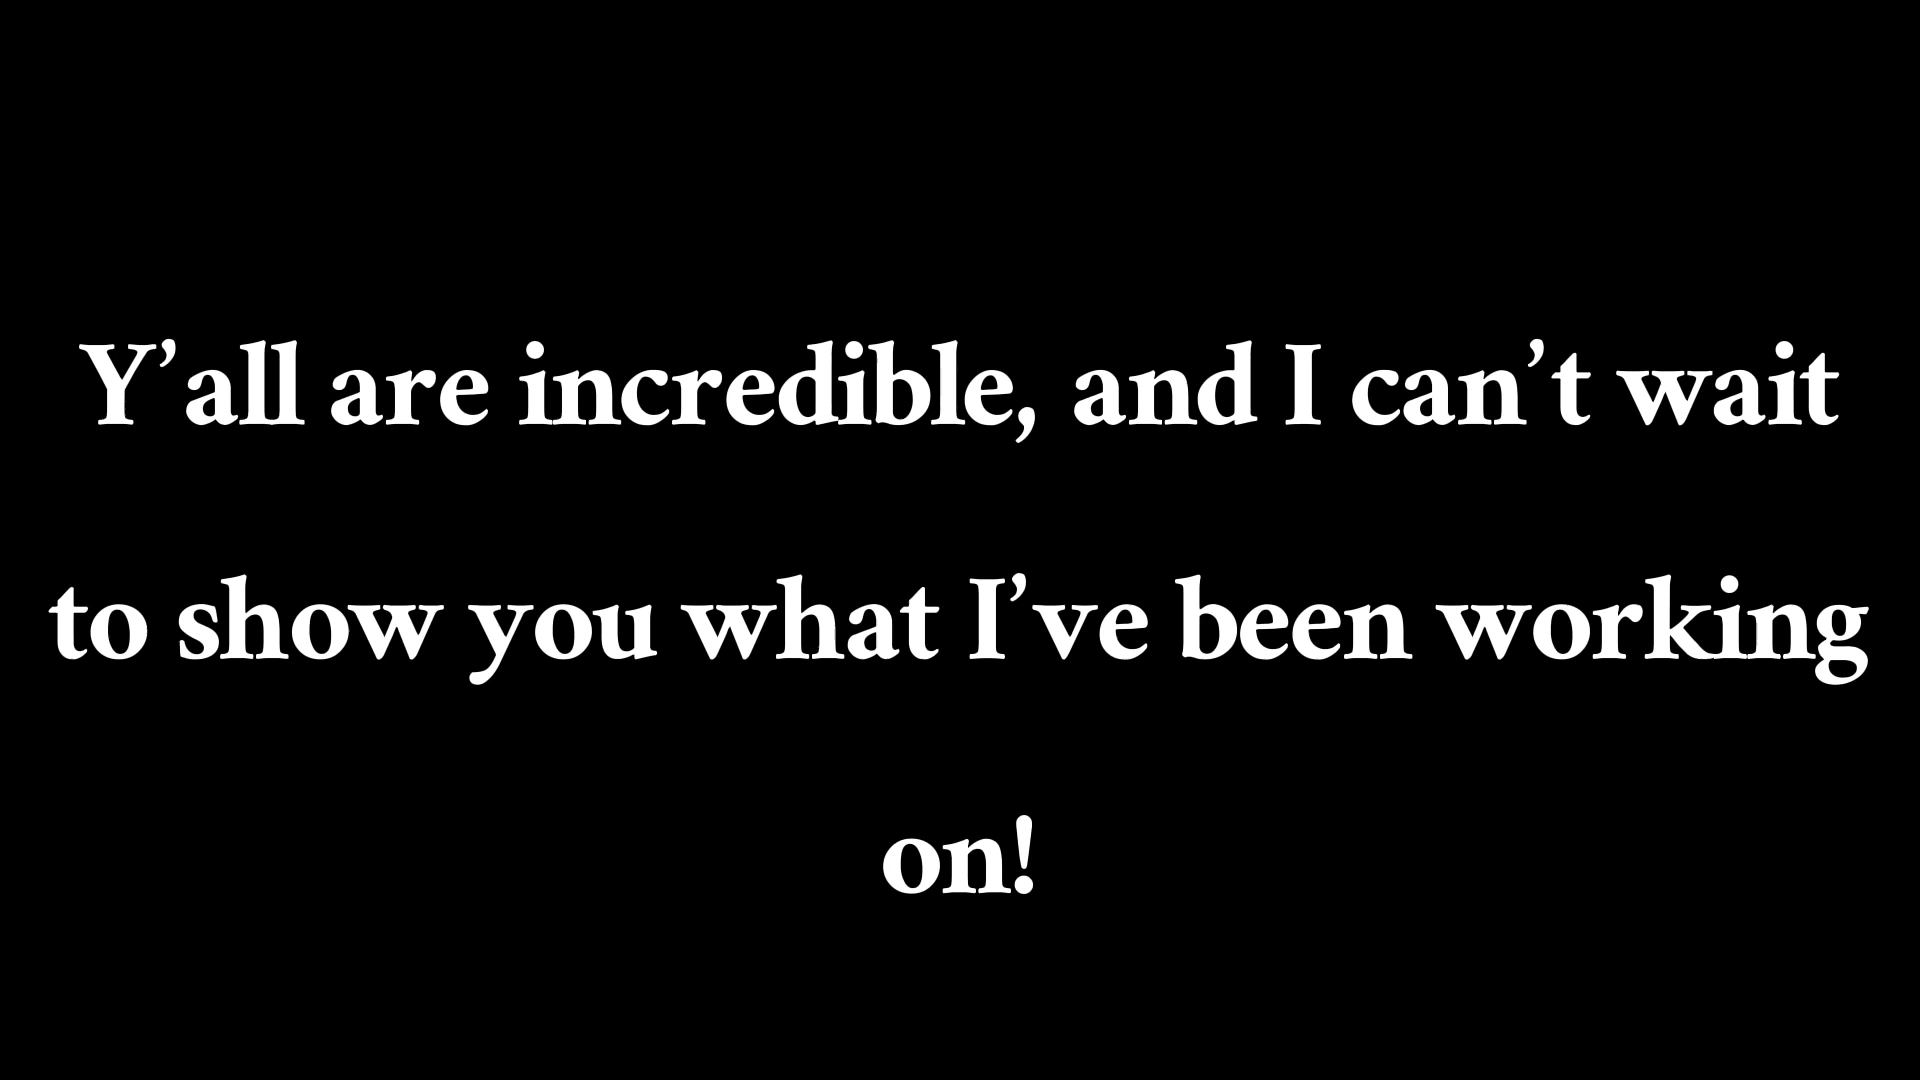 Y’all are incredible, and I can’t wait
to show you what I’ve been working
on!